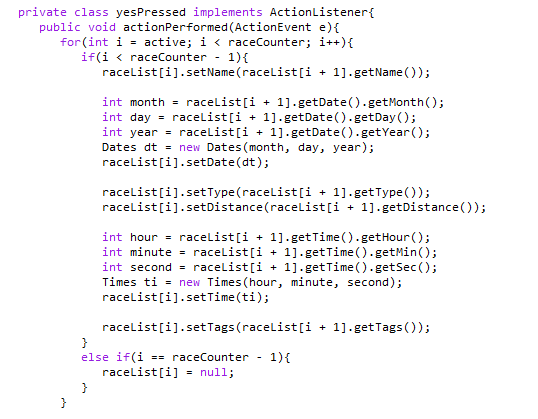 private class yesPressed implements ActionListener{
public void actionPerformed(ActionEvent e){
for(int i = active; i < raceCounter; i++){
if(i < raceCounter - 1){
raceList[i].setName(raceList[i + 1].getName());
int month = raceList[i + 1].getDate().getMonth();
int day = raceList[i + 1].getDate().getDay();
int year = raceList[i + 1].getDate().getYear();
Dates dt = new Dates(month, day, year);
raceList[i].setDate(dt);
raceList[i].setType(raceList[i + 1].getType());
raceList[i].setDistance(raceList[i + 1].getDistance());
int hour = raceList[i + 1].getTime().getHour();
int minute = raceList[i + 1].getTime().getMin();
int second = raceList[i + 1].getTime().getSec();
Times ti = new Times(hour, minute, second);
raceList[i].setTime(ti);
raceList[i].setTags(raceList[i + 1].getTags());
}
else if(i == raceCounter - 1){
raceList[i] = null;
}
}